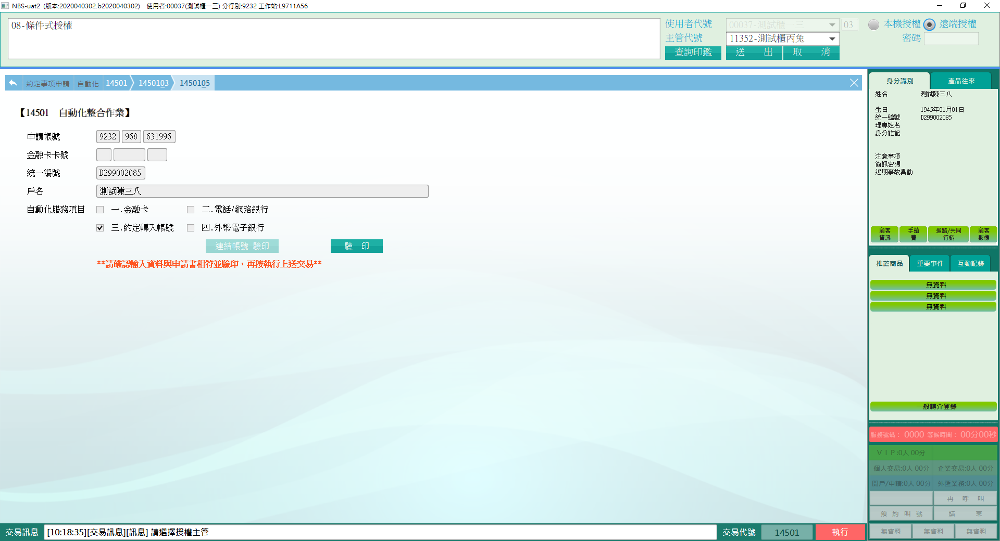 NBS-uat2 (版本:2020040302.b2020040302) 使用者:00037(測試櫃一三) 分行別:9232 工作站:L9711A56
08-條件式授權
使用者代號 00037-測試櫃一三 03 本機授權 遠端授權
主管代號 11352-測試櫃丙兔 密碼
查詢印鑑 送 出 取 消
約定事項申請 自動化 14501 1450103 1450105
【14501 自動化整合作業】
申請帳號 9232 968 631996
金融卡卡號
統一編號 D299002085
戶名 測試陳三八
自動化服務項目 一.金融卡 二.電話/網路銀行
三.約定轉入帳號 四.外幣電子銀行
連結帳號 驗印 驗 印
**請確認輸入資料與申請書相符並驗印，再按執行上送交易**
身分識別 產品往來
姓名 測試陳三八
生日 1945年01月01日
統一編號 D299002085
理專姓名
身分註記
注意事項
簡訊密碼
近期事故異動
顧客資訊 手續費 通路/共同行銷 顧客影像
推薦商品 重要事件 互動記錄
無資料
無資料
無資料
一般轉介登錄
服務號碼： 0000 等候時間： 00分00秒
ＶＩＰ:0人 00分
個人交易:0人 00分 企業交易:0人 00分
開戶/申請:0人 00分 外匯業務:0人 00分
再 呼 叫
預 約 叫 號 結 束
無資料 無資料 無資料
交易訊息 [10:18:35][交易訊息][訊息] 請選擇授權主管 交易代號 14501 執行